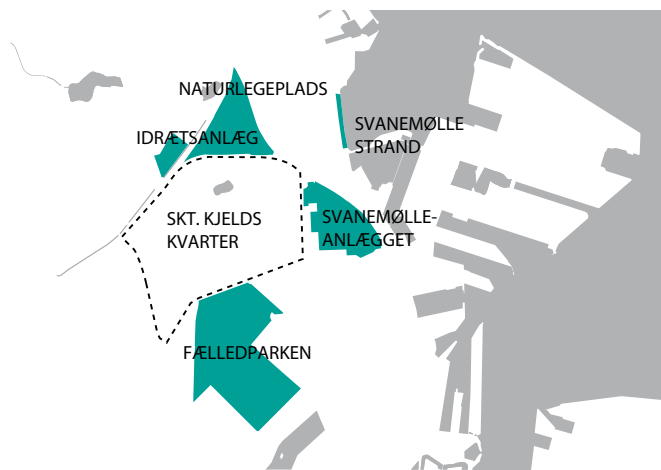 NATURLEGEPLADS
IDRÆTSANLÆG
SVANEMØLLE
STRAND
SKT. KJELDS
KVARTER
SVANEMØLLE-
ANLÆGGET
FÆLLEDPARKEN